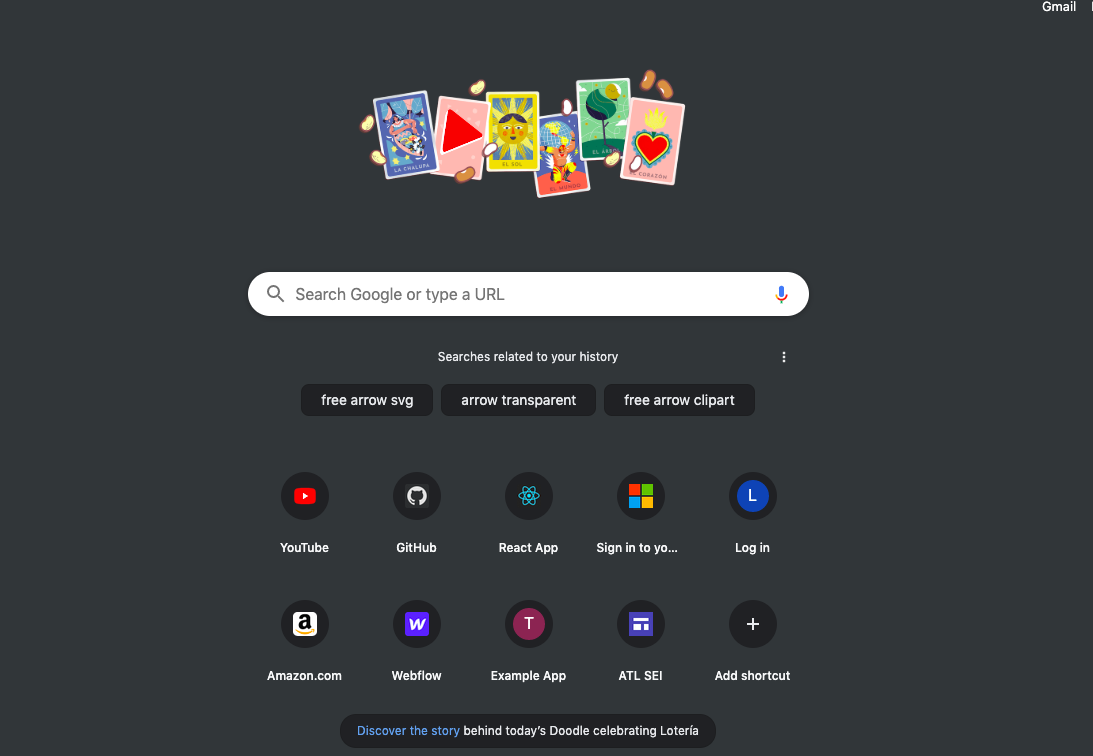 Gmail
LA CHALUPA
EL SOL
EL MUNDO
EL ÁRBOL
EL CORAZÓN
Search Google or type a URL
Searches related to your history
free arrow svg
arrow transparent
free arrow clipart
L
YouTube
GitHub
React App
Sign in to yo...
Log in
a
W
T
Amazon.com
Webflow
Example App
ATL SEI
Add shortcut
Discover the story behind today's Doodle celebrating Lotería